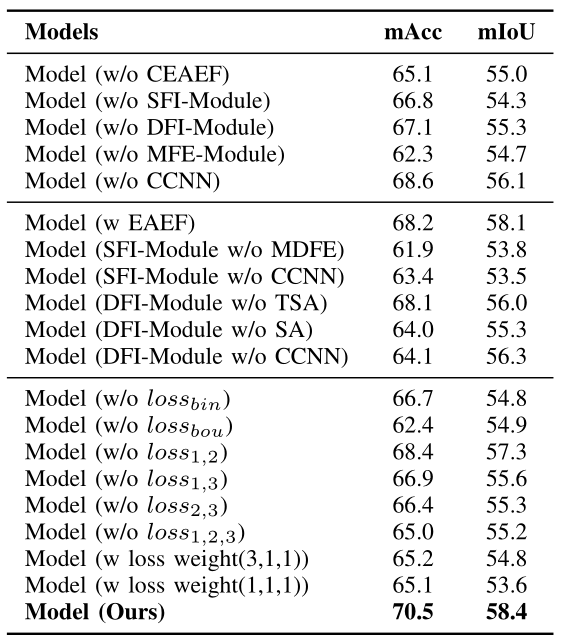 Models mAcc mIoU
Model (w/o CEAEF) 65.1 55.0
Model (w/o SFI-Module) 66.8 54.3
Model (w/o DFI-Module) 67.1 55.3
Model (w/o MFE-Module) 62.3 54.7
Model (w/o CCNN) 68.6 56.1
Model (w EAEF) 68.2 58.1
Model (SFI-Module w/o MDFE) 61.9 53.8
Model (SFI-Module w/o CCNN) 63.4 53.5
Model (DFI-Module w/o TSA) 68.1 56.0
Model (DFI-Module w/o SA) 64.0 55.3
Model (DFI-Module w/o CCNN) 64.1 56.3
Model (w/o loss_{bin}) 66.7 54.8
Model (w/o loss_{bou}) 62.4 54.9
Model (w/o loss_{1,2}) 68.4 57.3
Model (w/o loss_{1,3}) 66.9 55.6
Model (w/o loss_{2,3}) 66.4 55.3
Model (w/o loss_{1,2,3}) 65.0 55.2
Model (w loss weight(3,1,1)) 65.2 54.8
Model (w loss weight(1,1,1)) 65.1 53.6
Model (Ours) 70.5 58.4